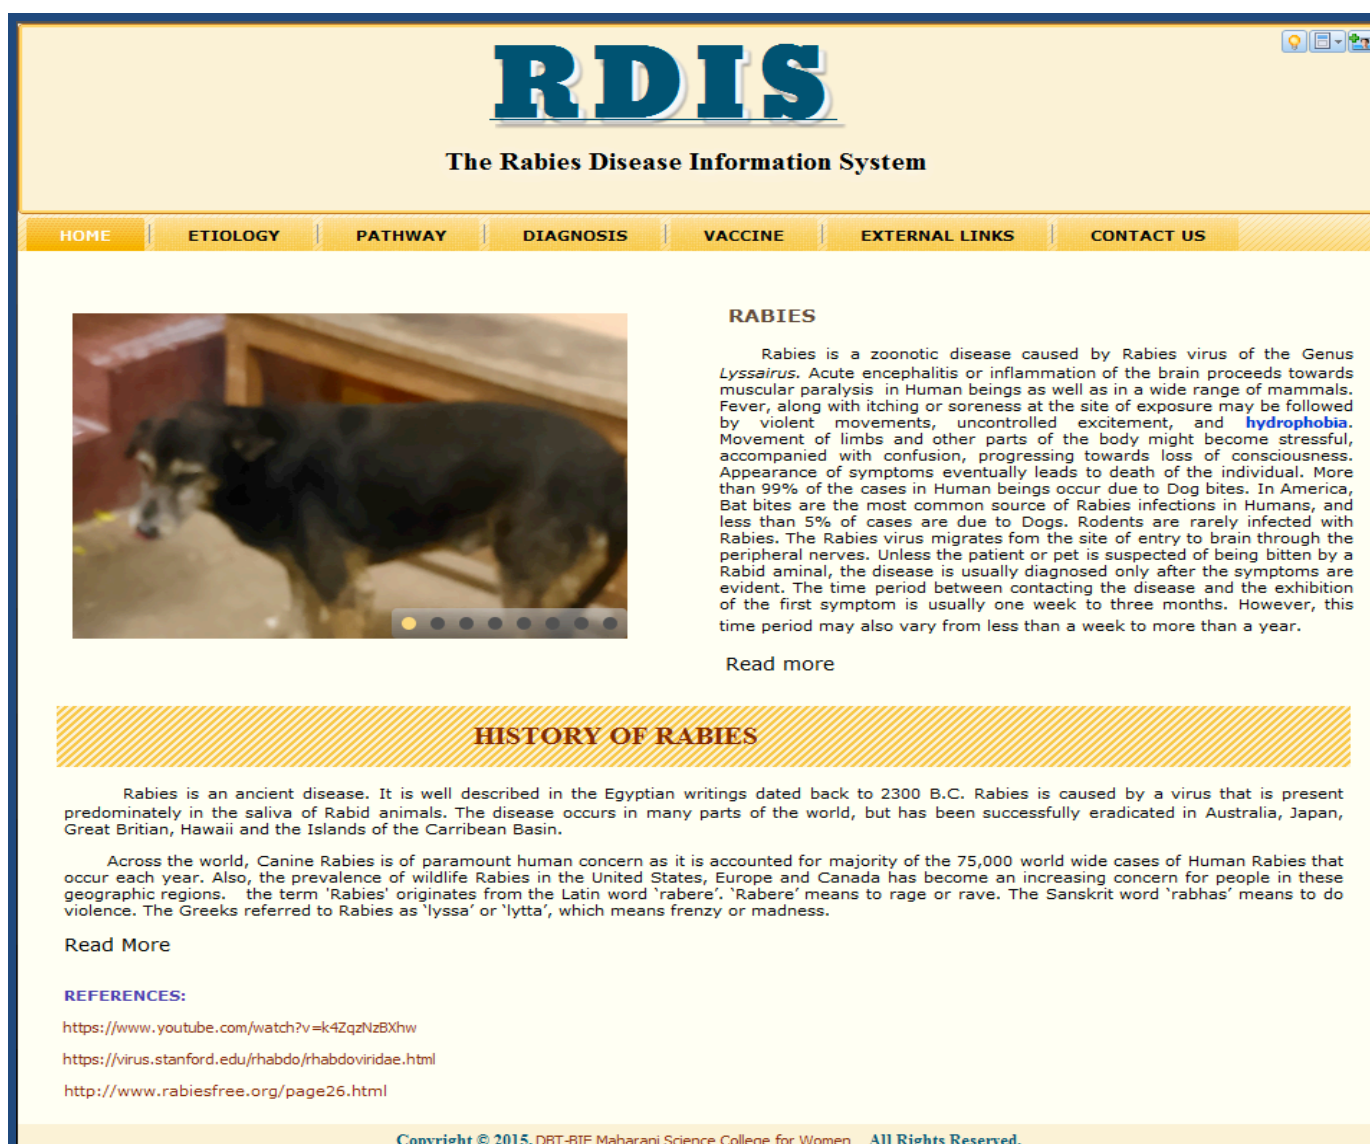 RDIS
The Rabies Disease Information System
HOME
ETIOLOGY
PATHWAY
DIAGNOSIS
VACCINE
EXTERNAL LINKS
CONTACT US
RABIES
Rabies is a zoonotic disease caused by Rabies virus of the Genus
Lyssairus. Acute encephalitis or inflammation of the brain proceeds towards
muscular paralysis in Human beings as well as in a wide range of mammals.
Fever, along with itching or soreness at the site of exposure may be followed
by violent movements, uncontrolled excitement, and hydrophobia.
Movement of limbs and other parts of the body might become stressful,
accompanied with confusion, progressing towards loss of consciousness.
Appearance of symptoms eventually leads to death of the individual. More
than 99% of the cases in Human beings occur due to Dog bites. In America,
Bat bites are the most common source of Rabies infections in Humans, and
less than 5% of cases are due to Dogs. Rodents are rarely infected with
Rabies. The Rabies virus migrates fom the site of entry to brain through the
peripheral nerves. Unless the patient or pet is suspected of being bitten by a
Rabid aminal, the disease is usually diagnosed only after the symptoms are
evident. The time period between contacting the disease and the exhibition
of the first symptom is usually one week to three months. However, this
time period may also vary from less than a week to more than a year.
Read more
HISTORY OF RABIES
Rabies is an ancient disease. It is well described in the Egyptian writings dated back to 2300 B.C. Rabies is caused by a virus that is present
predominately in the saliva of Rabid animals. The disease occurs in many parts of the world, but has been successfully eradicated in Australia, Japan,
Great Britian, Hawaii and the Islands of the Carribean Basin.
Across the world, Canine Rabies is of paramount human concern as it is accounted for majority of the 75,000 world wide cases of Human Rabies that
occur each year. Also, the prevalence of wildlife Rabies in the United States, Europe and Canada has become an increasing concern for people in these
geographic regions. the term 'Rabies' originates from the Latin word ‛rabere’. ‛Rabere’ means to rage or rave. The Sanskrit word ‛rabhas’ means to do
violence. The Greeks referred to Rabies as ‛lyssa’ or ‛lytta’, which means frenzy or madness.
Read More
REFERENCES:
https://www.youtube.com/watch?v=k4ZqzNzBXhw
https://virus.stanford.edu/rhabdo/rhabdoviridae.html
http://www.rabiesfree.org/page26.html
Copyright © 2015. DBT-BIF Maharani Science College for Women. All Rights Reserved.